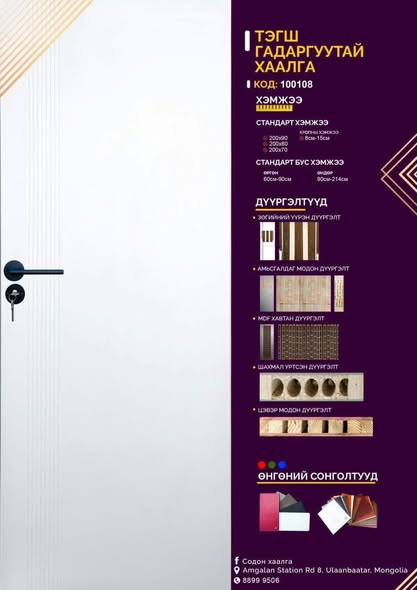 ТЭГШ
ГАДАРГУУТАЙ
ХААЛГА
КОД: 100108
ХЭМЖЭЭ
СТАНДАРТ ХЭМЖЭЭ
200x90
200x80
200x70
КРОПНЫ ХЭМЖЭЭ
8см-15см
СТАНДАРТ БУС ХЭМЖЭЭ
ӨРГӨН
60см-90см
ӨНДӨР
90см-214см
ДҮҮРГЭЛТҮҮД
ЗӨГИЙНИЙ ҮҮРЭН ДҮҮРГЭЛТ
АМЬСГАЛДАГ МОДОН ДҮҮРГЭЛТ
MDF ХАВТАН ДҮҮРГЭЛТ
ШАХМАЛ ҮРТСЭН ДҮҮРГЭЛТ
ЦЭВЭР МОДОН ДҮҮРГЭЛТ
ӨНГӨНИЙ СОНГОЛТУУД
Содон хаалга
Amgalan Station Rd 8, Ulaanbaatar, Mongolia
8899 9506